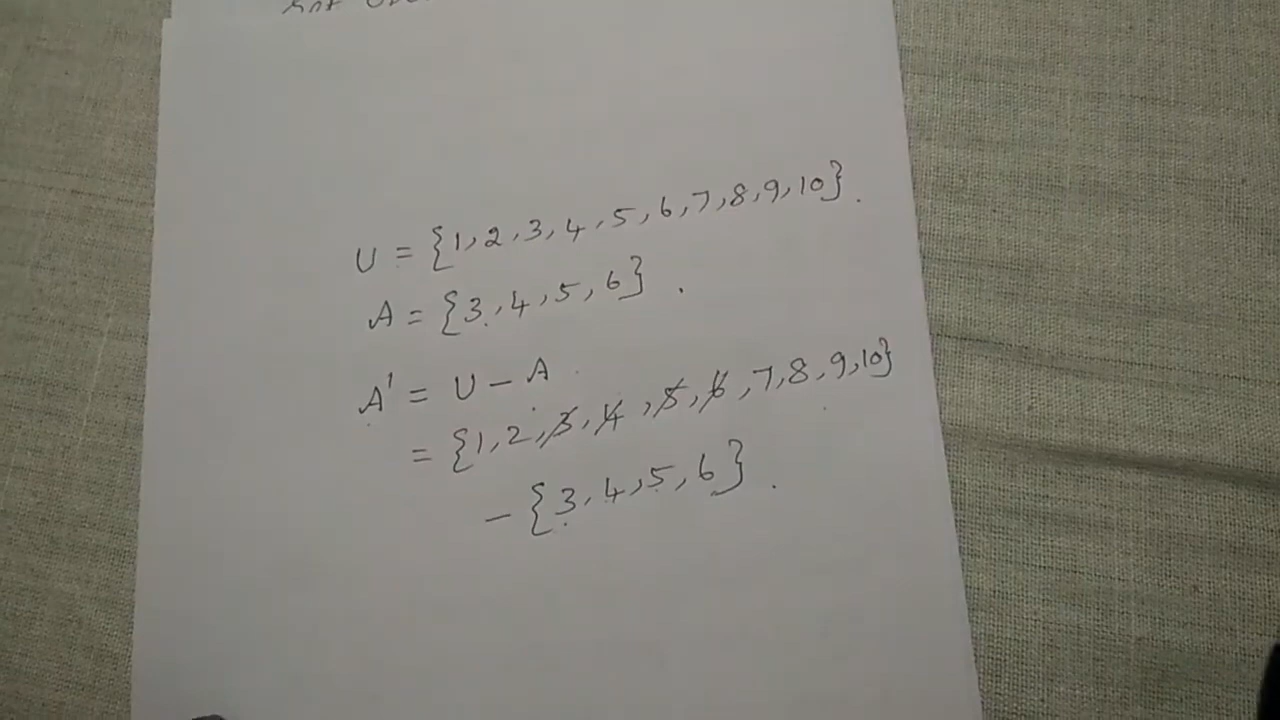 U = {1, 2, 3, 4, 5, 6, 7, 8, 9, 10}.
A = {3, 4, 5, 6}.
A' = U - A
= {1, 2, 3, 4, 5, 6, 7, 8, 9, 10}
- {3, 4, 5, 6}.